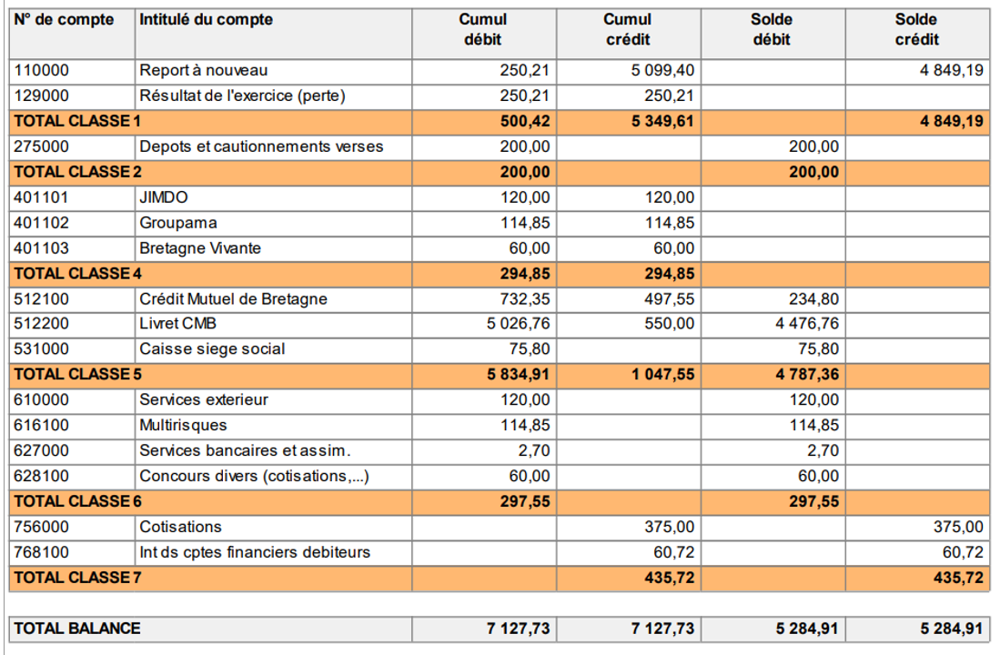 N° de compte Intitulé du compte Cumul débit Cumul crédit Solde débit Solde crédit
110000 Report à nouveau 250,21 5 099,40 4 849,19
129000 Résultat de l'exercice (perte) 250,21 250,21
TOTAL CLASSE 1 500,42 5 349,61 4 849,19
275000 Depots et cautionnements verses 200,00 200,00
TOTAL CLASSE 2 200,00 200,00
401101 JIMDO 120,00 120,00
401102 Groupama 114,85 114,85
401103 Bretagne Vivante 60,00 60,00
TOTAL CLASSE 4 294,85 294,85
512100 Crédit Mutuel de Bretagne 732,35 497,55 234,80
512200 Livret CMB 5 026,76 550,00 4 476,76
531000 Caisse siege social 75,80 75,80
TOTAL CLASSE 5 5 834,91 1 047,55 4 787,36
610000 Services exterieur 120,00 120,00
616100 Multirisques 114,85 114,85
627000 Services bancaires et assim. 2,70 2,70
628100 Concours divers (cotisations,...) 60,00 60,00
TOTAL CLASSE 6 297,55 297,55
756000 Cotisations 375,00 375,00
768100 Int ds cptes financiers debiteurs 60,72 60,72
TOTAL CLASSE 7 435,72 435,72
TOTAL BALANCE 7 127,73 7 127,73 5 284,91 5 284,91